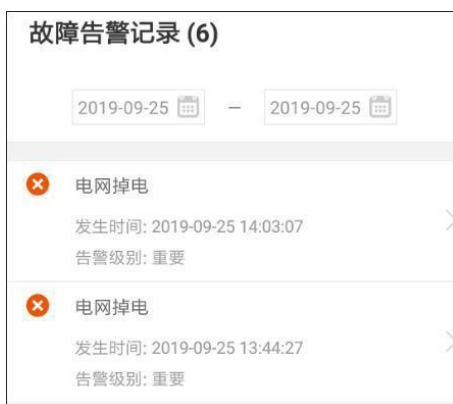 故障告警记录 (6)
2019-09-25 — 2019-09-25
电网掉电
发生时间: 2019-09-25 14:03:07
告警级别: 重要
电网掉电
发生时间: 2019-09-25 13:44:27
告警级别: 重要